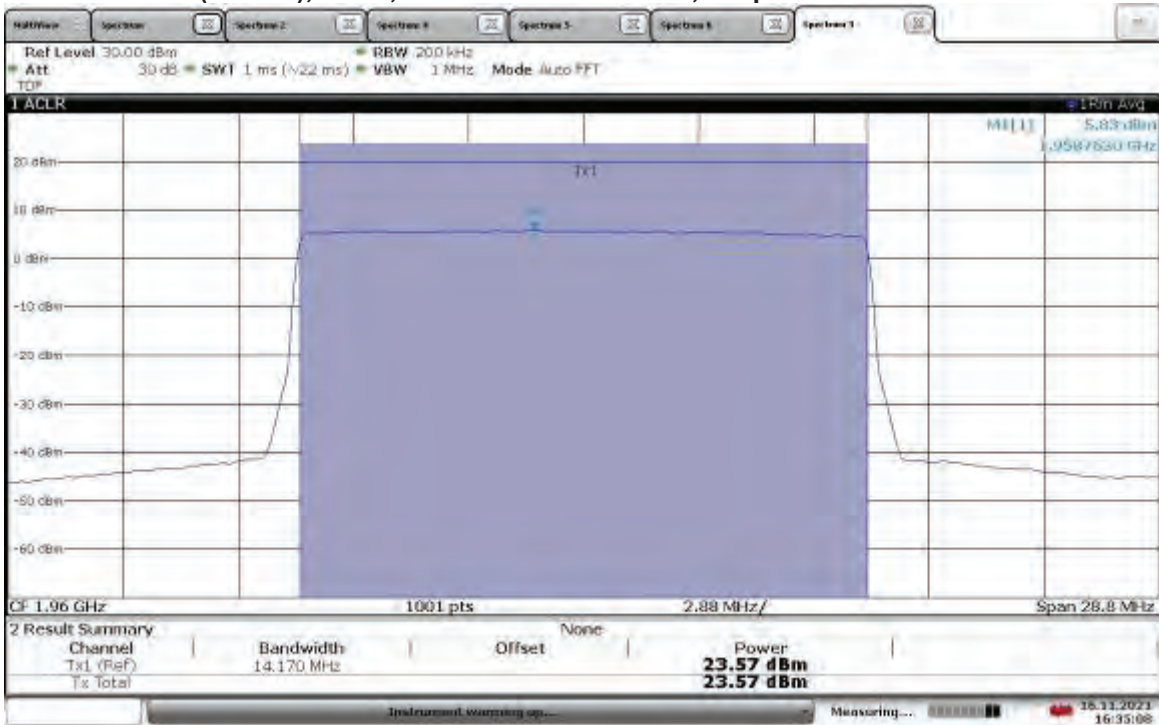 MultiView Spectrum Spectrum 2 Spectrum 4 Spectrum 5 Spectrum 6 Spectrum 3
Ref Level 30.00 dBm RBW 200 kHz
Att 30 dB SWT 1 ms (~22 ms) VBW 1 MHz Mode Auto FFT
TDF
1 ACLR 1Rm Avg
M1[1] 5.83 dBm
1.9587630 GHz
20 dBm
Tx1
10 dBm
0 dBm
-10 dBm
-20 dBm
-30 dBm
-40 dBm
-50 dBm
-60 dBm
CF 1.96 GHz 1001 pts 2.88 MHz/ Span 28.8 MHz
2 Result Summary None
Channel Bandwidth Offset Power
Tx1 (Ref) 14.170 MHz 23.57 dBm
Tx Total 23.57 dBm
Instrument warming up... Measuring... 16.11.2021
16:35:08